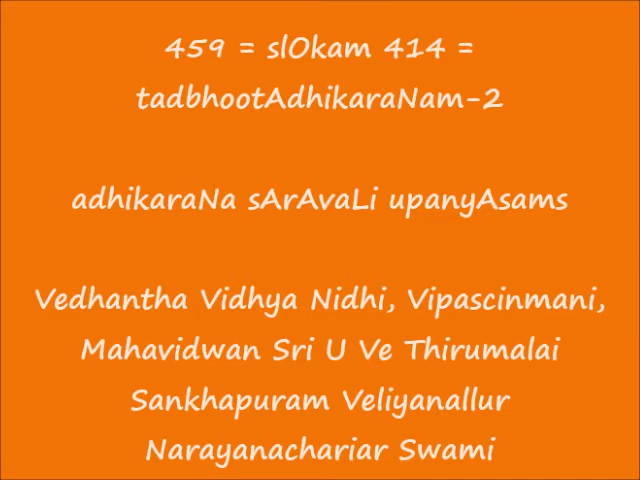 459 = slOkam 414 =
tadbhootAdhikaraNam-2
adhikaraNa sArAvaLi upanyAsams
Vedhantha Vidhya Nidhi, Vipascinmani,
Mahavidwan Sri U Ve Thirumalai
Sankhapuram Veliyanallur
Narayanachariar Swami